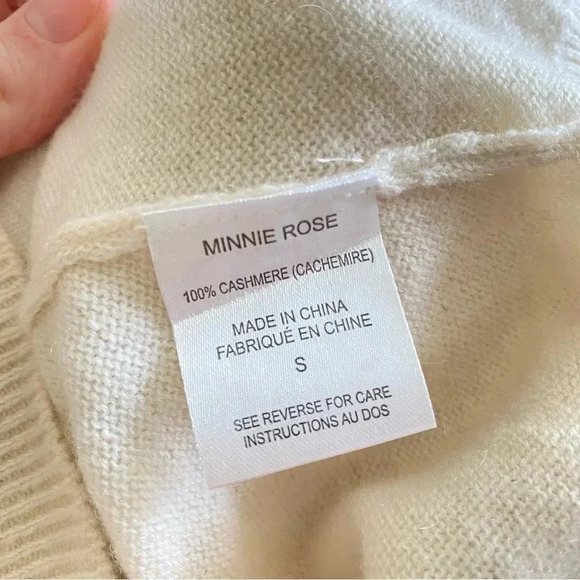 MINNIE ROSE
100% CASHMERE (CACHEMIRE)
MADE IN CHINA
FABRIQUÉ EN CHINE
S
SEE REVERSE FOR CARE
INSTRUCTIONS AU DOS